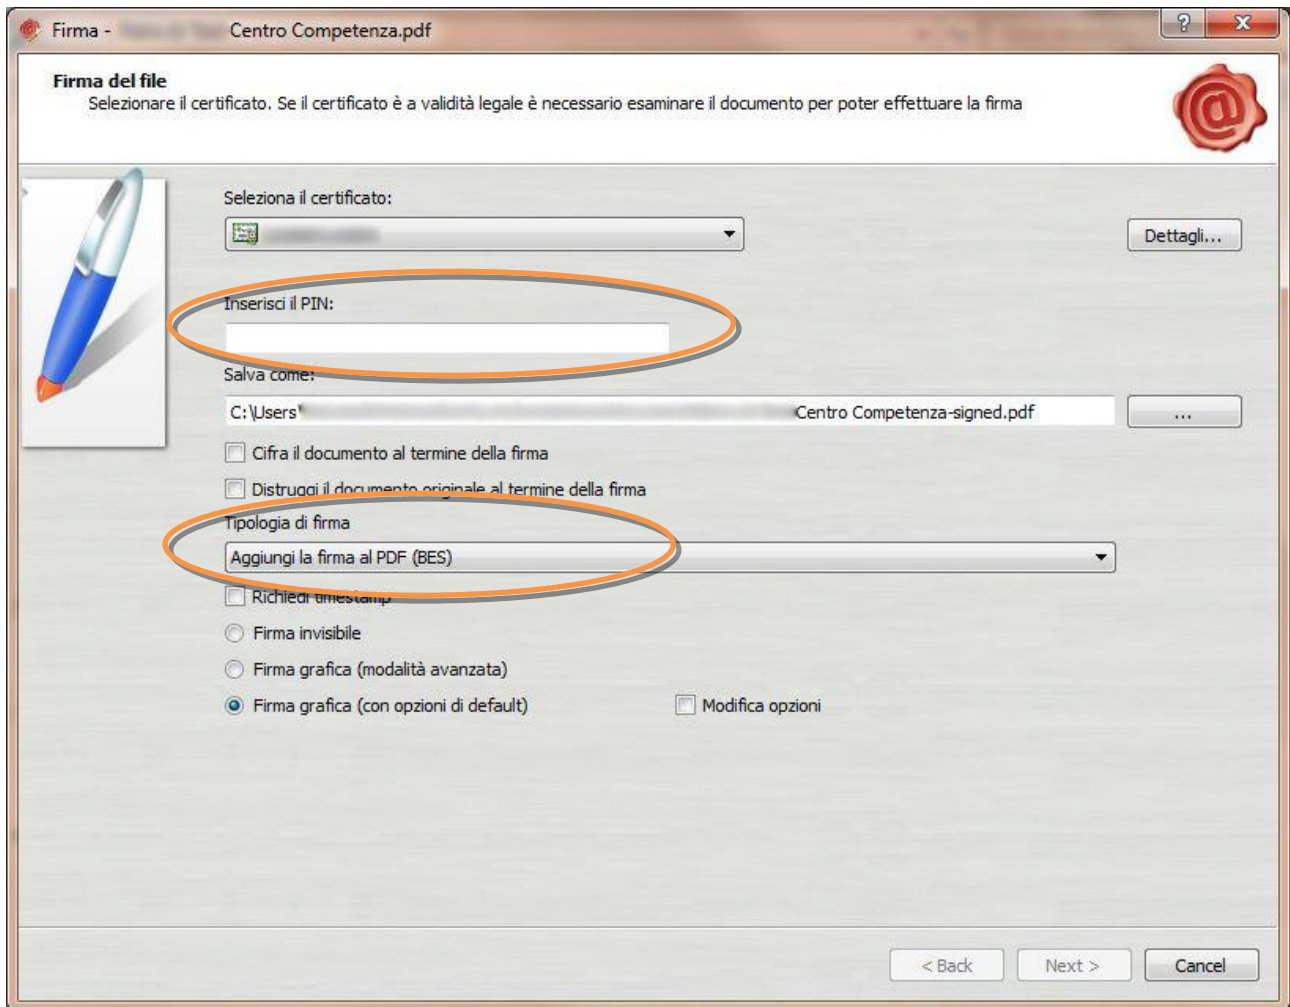 Firma - Centro Competenza.pdf
?
X
Firma del file
Selezionare il certificato. Se il certificato è a validità legale è necessario esaminare il documento per poter effettuare la firma
@
Seleziona il certificato:
Dettagli...
Inserisci il PIN:
Salva come:
C:\Users\ Centro Competenza-signed.pdf
...
Cifra il documento al termine della firma
Distruggi il documento originale al termine della firma
Tipologia di firma
Aggiungi la firma al PDF (BES)
Richiedi timestamp
Firma invisibile
Firma grafica (modalità avanzata)
Firma grafica (con opzioni di default) Modifica opzioni
< Back Next > Cancel